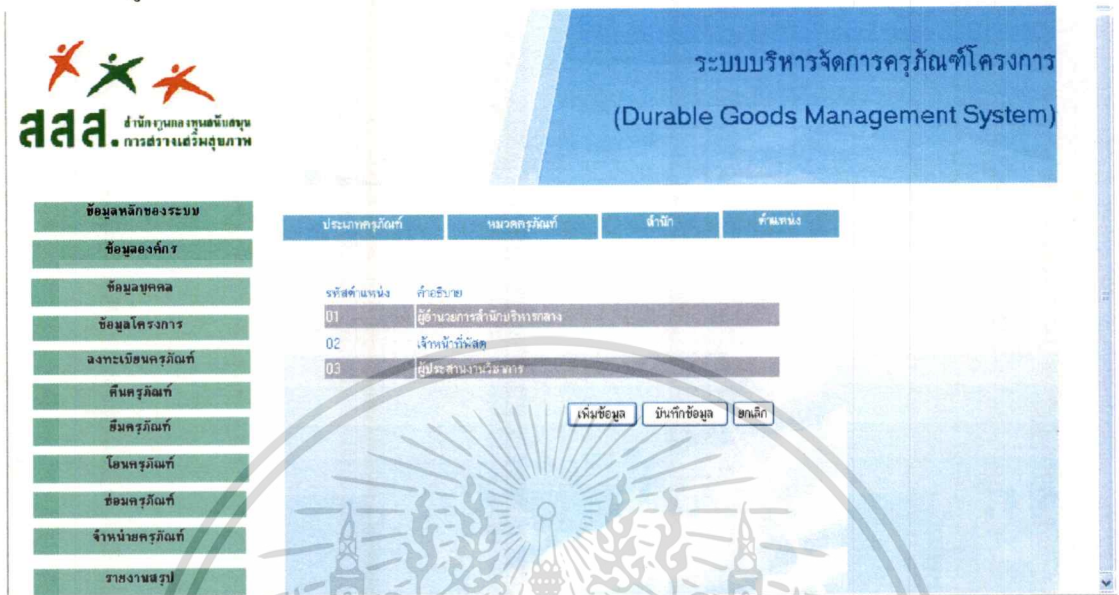 ระบบบริหารจัดการครุภัณฑ์โครงการ
(Durable Goods Management System)
สสส. สำนักงานกองทุนสนับสนุน
การสร้างเสริมสุขภาพ
ข้อมูลหลักของระบบ
ประเภทครุภัณฑ์ หมวดครุภัณฑ์ สำนัก ตำแหน่ง
ข้อมูลองค์กร
ข้อมูลบุคคล
ข้อมูลโครงการ
ลงทะเบียนครุภัณฑ์
คืนครุภัณฑ์
ยืมครุภัณฑ์
โอนครุภัณฑ์
ซ่อมครุภัณฑ์
จำหน่ายครุภัณฑ์
รายงานสรุป
รหัสตำแหน่ง คำอธิบาย
01 ผู้อำนวยการสำนักบริหารกลาง
02 เจ้าหน้าที่พัสดุ
03 ผู้ประสานงานวิชาการ
เพิ่มข้อมูล บันทึกข้อมูล ยกเลิก